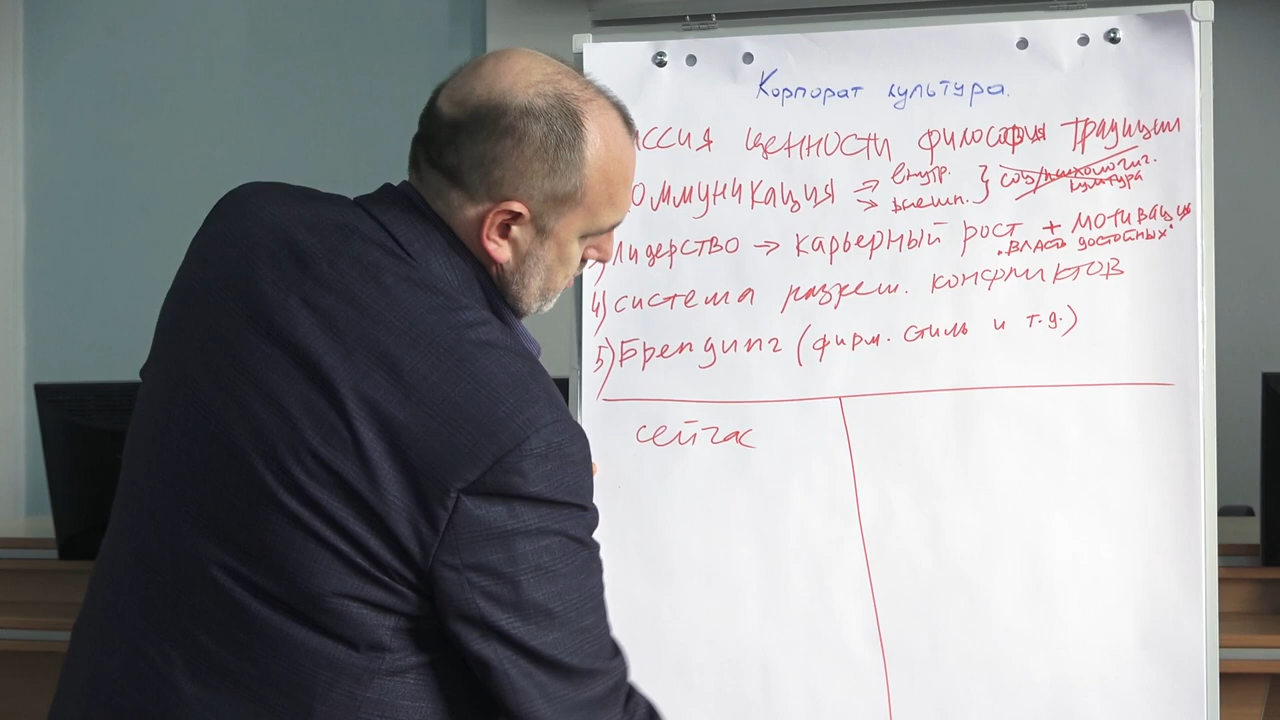 Корпорат культура.
ссия ценности философия традиции
оммуникация => внутр.
=> внешн. } соц/психологич. культура
) лидерство → карьерный рост + мотивация
"власть достойных"
4) система разреш. конфликтов
5) Брендинг (фирм. стиль и т.д.)
сейчас